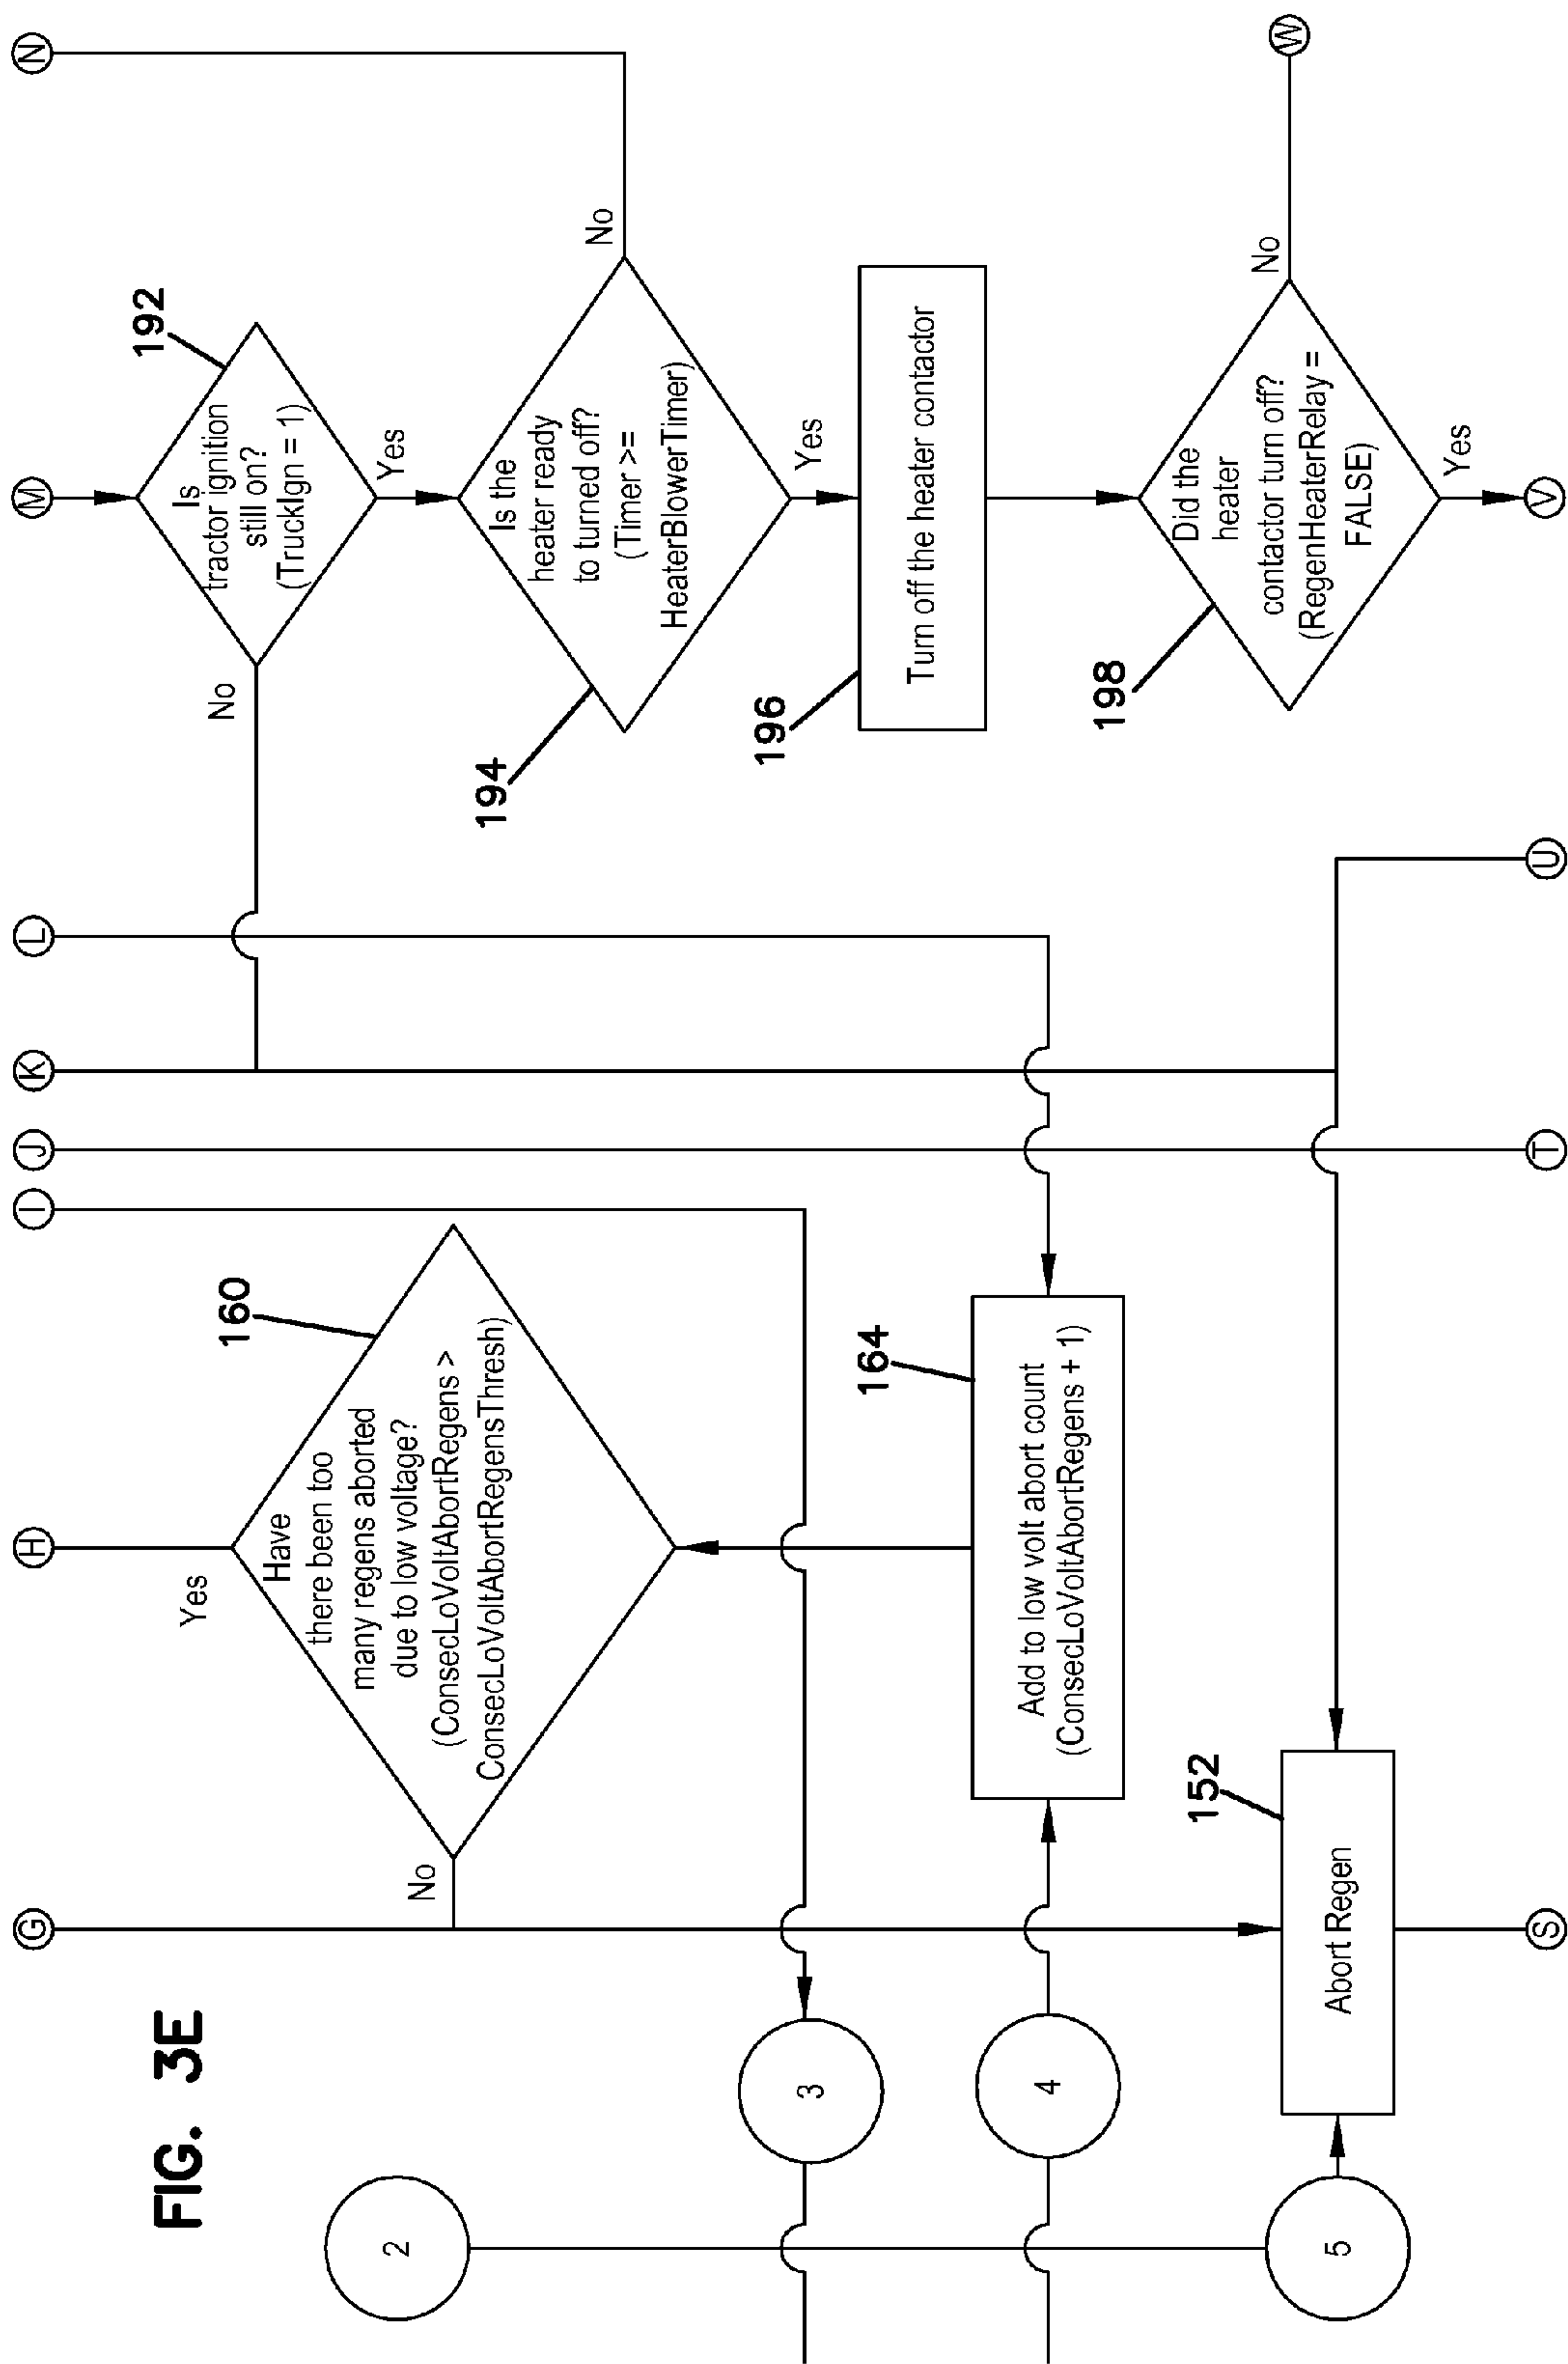 FIG. 3E
G
H
I
J
K
L
M
N
Is
tractor ignition
still on?
(TruckIgn = 1)
192
No
Yes
Is the
heater ready
to turned off?
(Timer >=
HeaterBlowerTimer)
194
No
Yes
Turn off the heater contactor
196
Did the
heater
contactor turn off?
(RegenHeaterRelay =
FALSE)
198
No
W
Yes
V
Have
there been too
many regens aborted
due to low voltage?
(ConsecLoVoltAbortRegens >
ConsecLoVoltAbortRegensThresh)
160
Yes
No
Add to low volt abort count
(ConsecLoVoltAbortRegens + 1)
164
Abort Regen
152
2
3
4
5
S
T
U